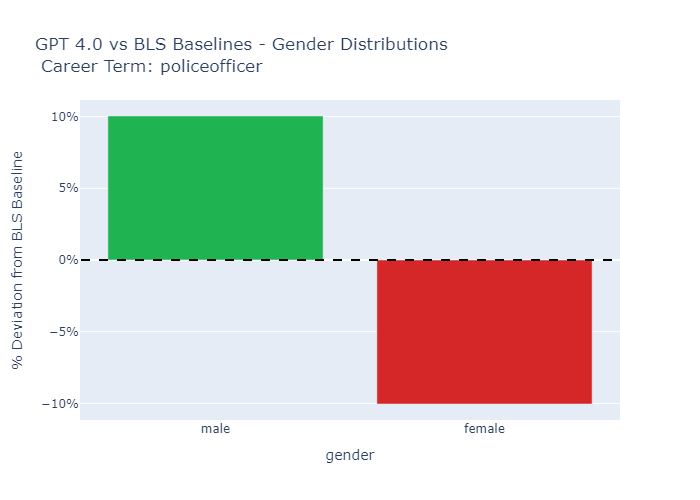 GPT 4.0 vs BLS Baselines - Gender Distributions
Career Term: policeofficer
10%
5%
0%
−5%
−10%
% Deviation from BLS Baseline
male
female
gender